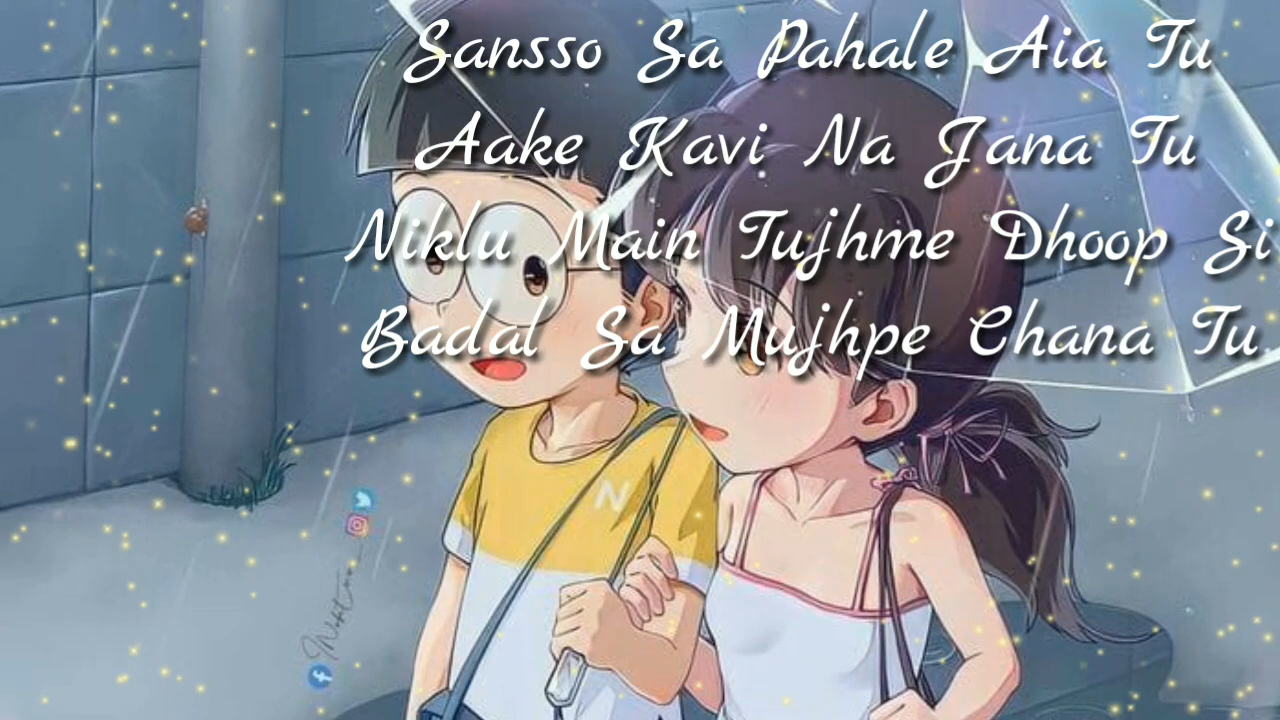 Sansso Sa Pahale Aia Tu
Aake Kavi Na Jana Tu
Niklu Main Tujhme Dhoop Si
Badal Sa Mujhpe Chana Tu
N